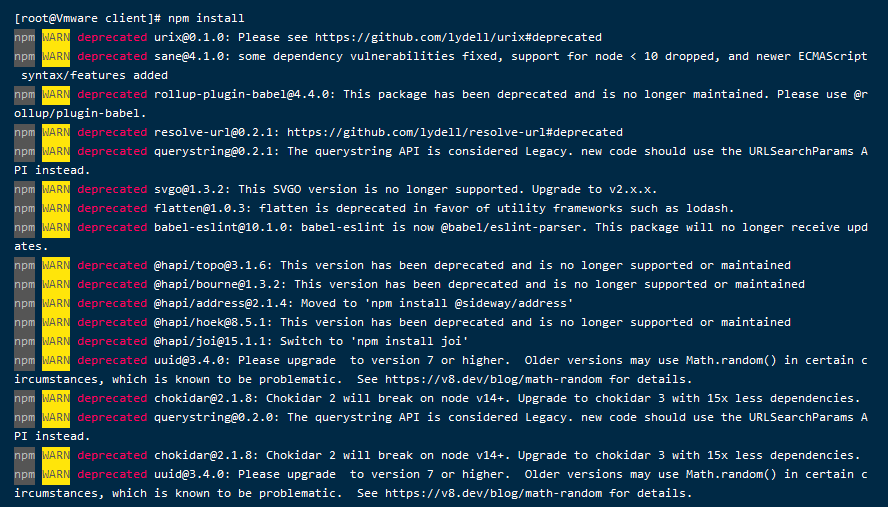 [root@Vmware client]# npm install
npm WARN deprecated urix@0.1.0: Please see https://github.com/lydell/urix#deprecated
npm WARN deprecated sane@4.1.0: some dependency vulnerabilities fixed, support for node < 10 dropped, and newer ECMAScript
 syntax/features added
npm WARN deprecated rollup-plugin-babel@4.4.0: This package has been deprecated and is no longer maintained. Please use @r
ollup/plugin-babel.
npm WARN deprecated resolve-url@0.2.1: https://github.com/lydell/resolve-url#deprecated
npm WARN deprecated querystring@0.2.1: The querystring API is considered Legacy. new code should use the URLSearchParams A
PI instead.
npm WARN deprecated svgo@1.3.2: This SVGO version is no longer supported. Upgrade to v2.x.x.
npm WARN deprecated flatten@1.0.3: flatten is deprecated in favor of utility frameworks such as lodash.
npm WARN deprecated babel-eslint@10.1.0: babel-eslint is now @babel/eslint-parser. This package will no longer receive upd
ates.
npm WARN deprecated @hapi/topo@3.1.6: This version has been deprecated and is no longer supported or maintained
npm WARN deprecated @hapi/bourne@1.3.2: This version has been deprecated and is no longer supported or maintained
npm WARN deprecated @hapi/address@2.1.4: Moved to 'npm install @sideway/address'
npm WARN deprecated @hapi/hoek@8.5.1: This version has been deprecated and is no longer supported or maintained
npm WARN deprecated @hapi/joi@15.1.1: Switch to 'npm install joi'
npm WARN deprecated uuid@3.4.0: Please upgrade  to version 7 or higher.  Older versions may use Math.random() in certain c
ircumstances, which is known to be problematic.  See https://v8.dev/blog/math-random for details.
npm WARN deprecated chokidar@2.1.8: Chokidar 2 will break on node v14+. Upgrade to chokidar 3 with 15x less dependencies.
npm WARN deprecated querystring@0.2.0: The querystring API is considered Legacy. new code should use the URLSearchParams A
PI instead.
npm WARN deprecated chokidar@2.1.8: Chokidar 2 will break on node v14+. Upgrade to chokidar 3 with 15x less dependencies.
npm WARN deprecated uuid@3.4.0: Please upgrade  to version 7 or higher.  Older versions may use Math.random() in certain c
ircumstances, which is known to be problematic.  See https://v8.dev/blog/math-random for details.